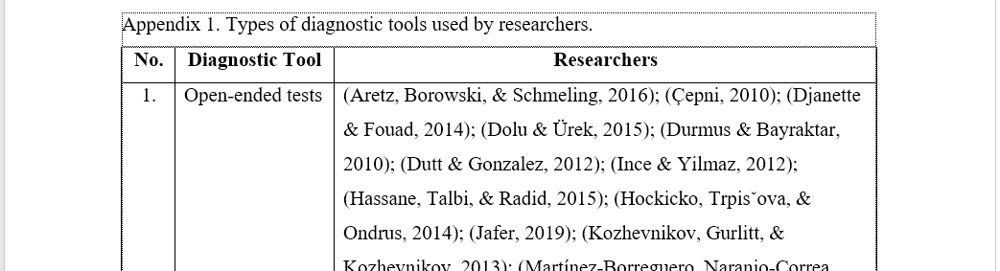 Appendix 1. Types of diagnostic tools used by researchers.
No. Diagnostic Tool Researchers
1. Open-ended tests (Aretz, Borowski, & Schmeling, 2016); (Çepni, 2010); (Djanette
& Fouad, 2014); (Dolu & Ürek, 2015); (Durmus & Bayraktar,
2010); (Dutt & Gonzalez, 2012); (Ince & Yilmaz, 2012);
(Hassane, Talbi, & Radid, 2015); (Hockicko, Trpisˇova, &
Ondrus, 2014); (Jafer, 2019); (Kozhevnikov, Gurlitt, &
Kozhevnikov, 2013); (Martínez-Borreguero, Naranjo-Correa,